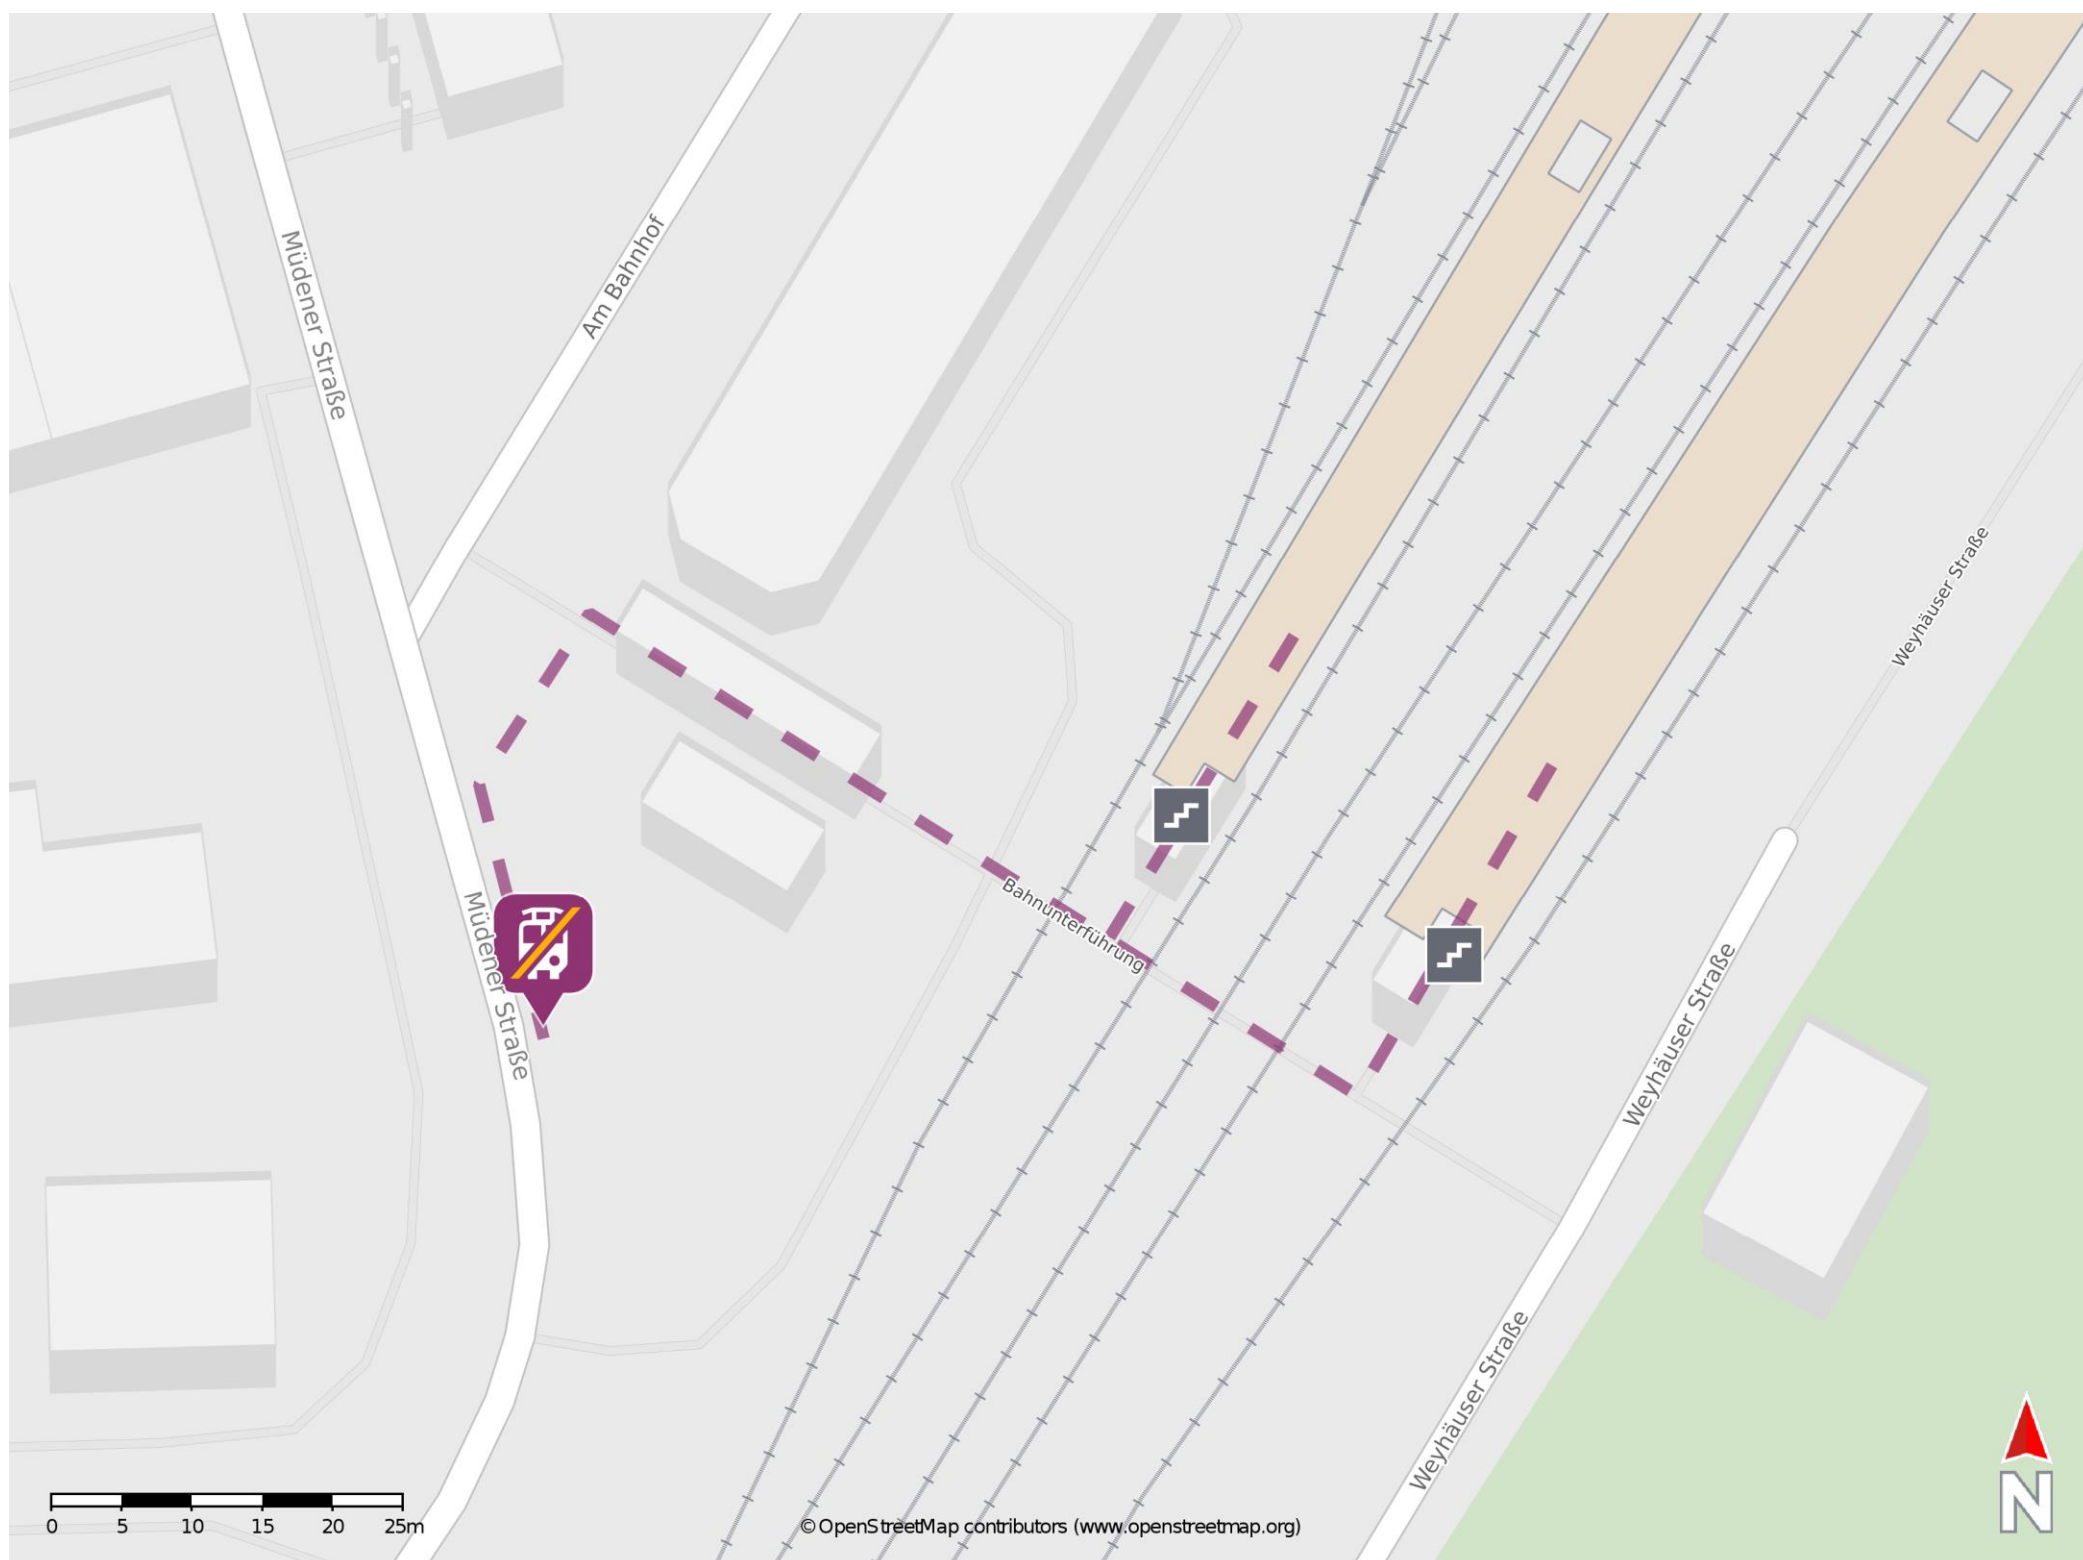 Müdener Straße
Am Bahnhof
Weyhäuser Straße
Bahnunterführung
Müdener Straße
Weyhäuser Straße
Weyhäuser Straße
0 5 10 15 20 25m
© OpenStreetMap contributors (www.openstreetmap.org)
N